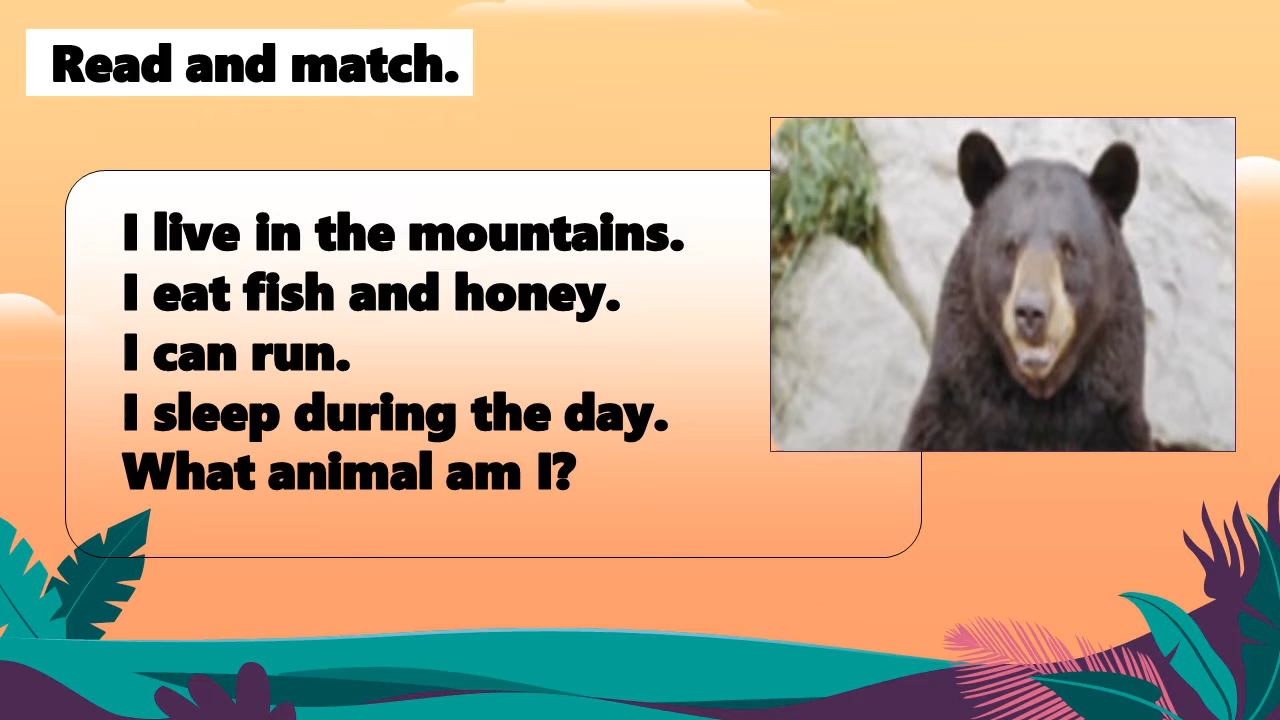 Read and match.
I live in the mountains.
I eat fish and honey.
I can run.
I sleep during the day.
What animal am I?